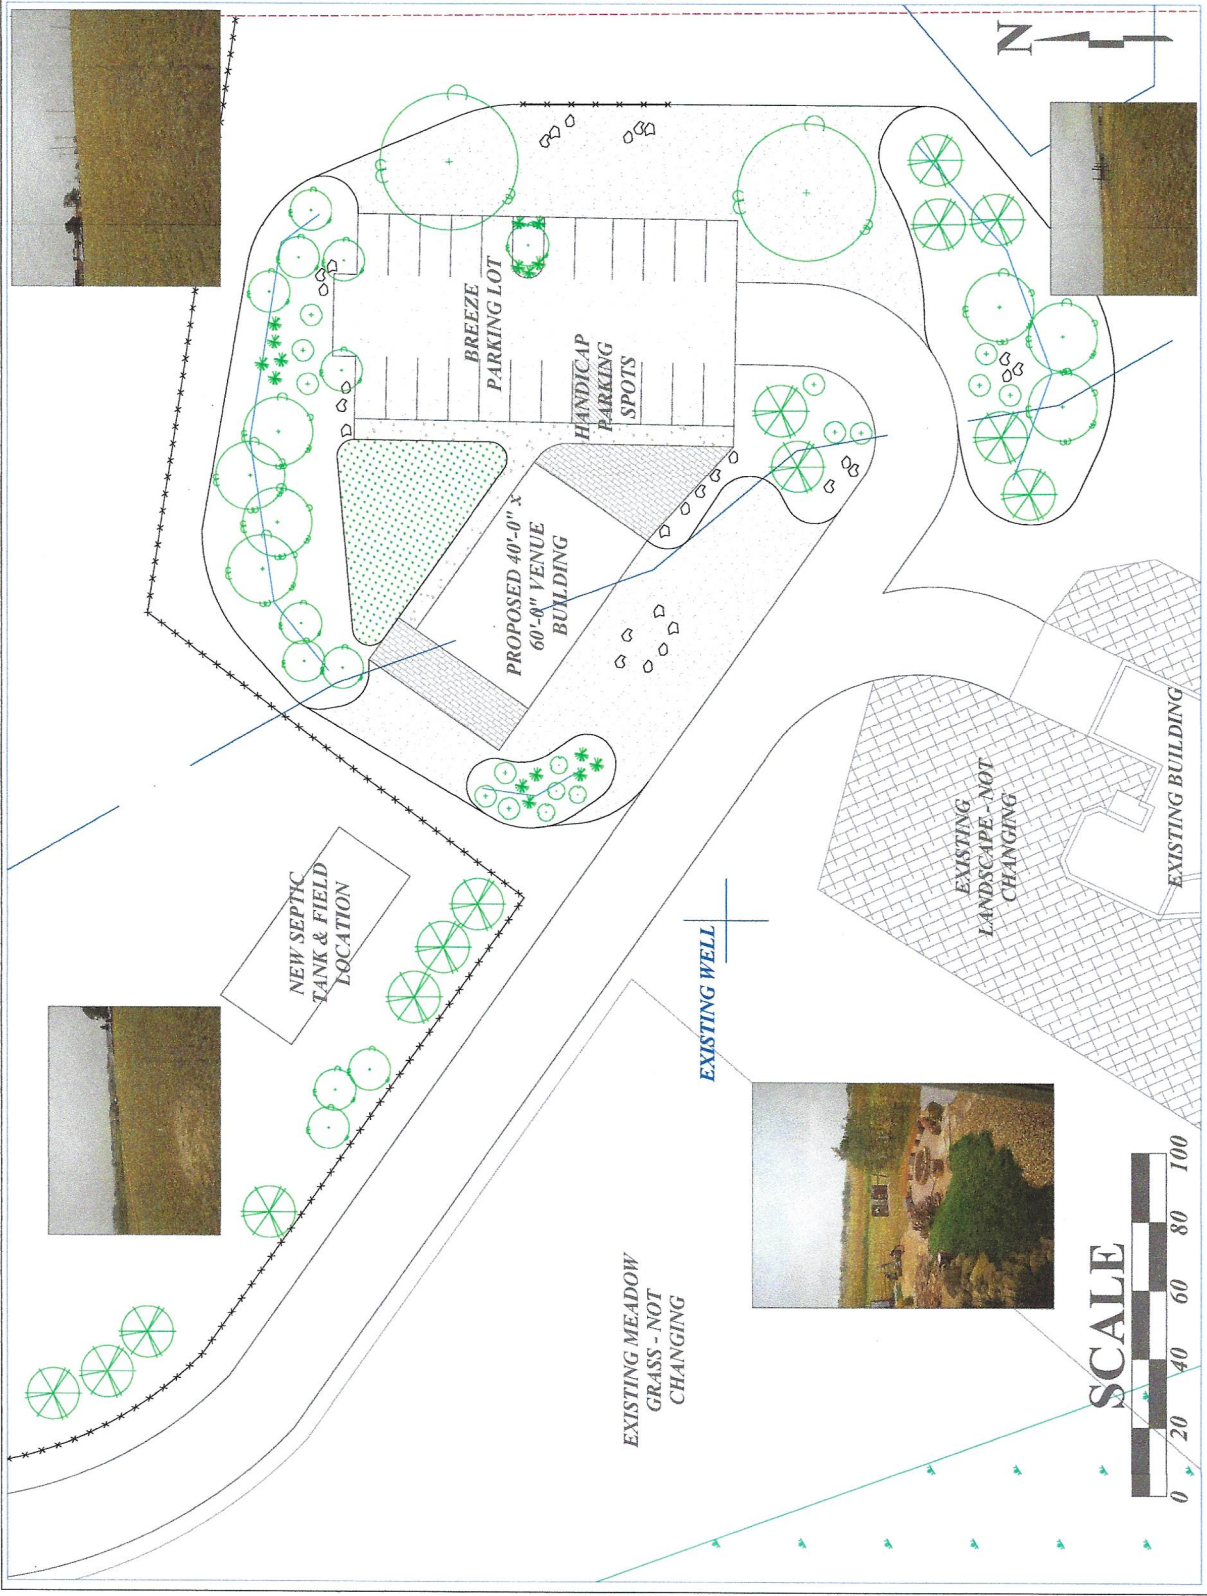 N
BREEZE
PARKING LOT
HANDICAP
PARKING
SPOTS
PROPOSED 40'-0" x
60'-0" VENUE
BUILDING
NEW SEPTIC
TANK & FIELD
LOCATION
EXISTING WELL
EXISTING
LANDSCAPE - NOT
CHANGING
EXISTING BUILDING
EXISTING MEADOW
GRASS - NOT
CHANGING
SCALE
0 20 40 60 80 100